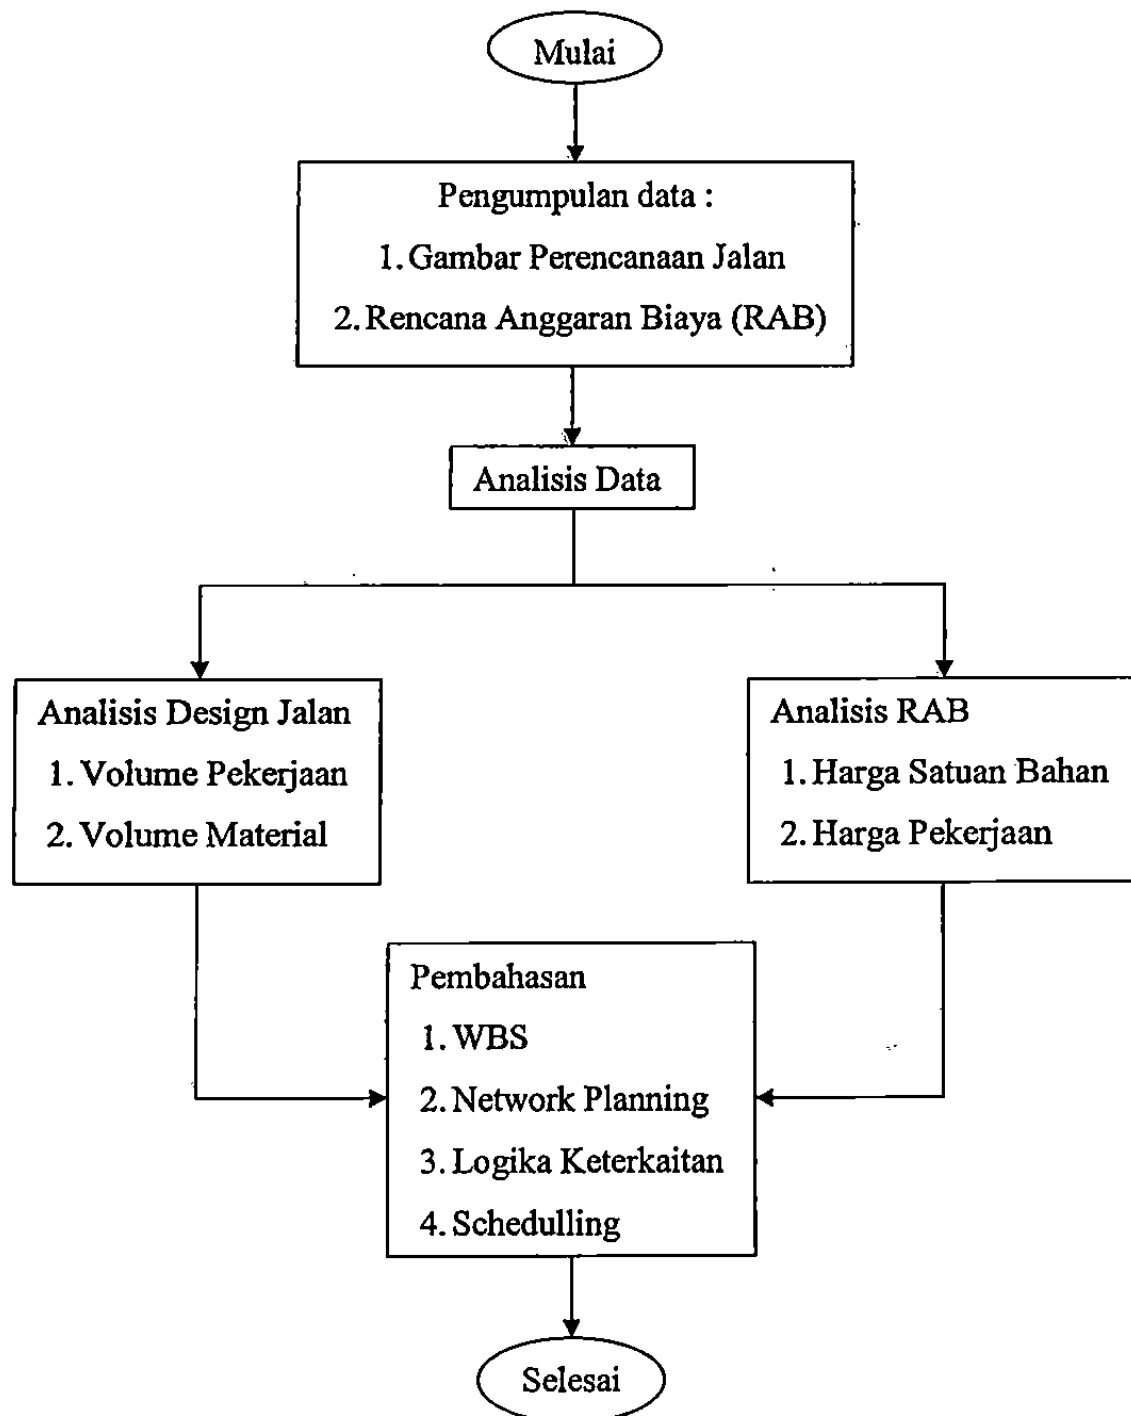 Mulai
Pengumpulan data :
1. Gambar Perencanaan Jalan
2. Rencana Anggaran Biaya (RAB)
Analisis Data
Analisis Design Jalan
1. Volume Pekerjaan
2. Volume Material
Analisis RAB
1. Harga Satuan Bahan
2. Harga Pekerjaan
Pembahasan
1. WBS
2. Network Planning
3. Logika Keterkaitan
4. Schedulling
Selesai